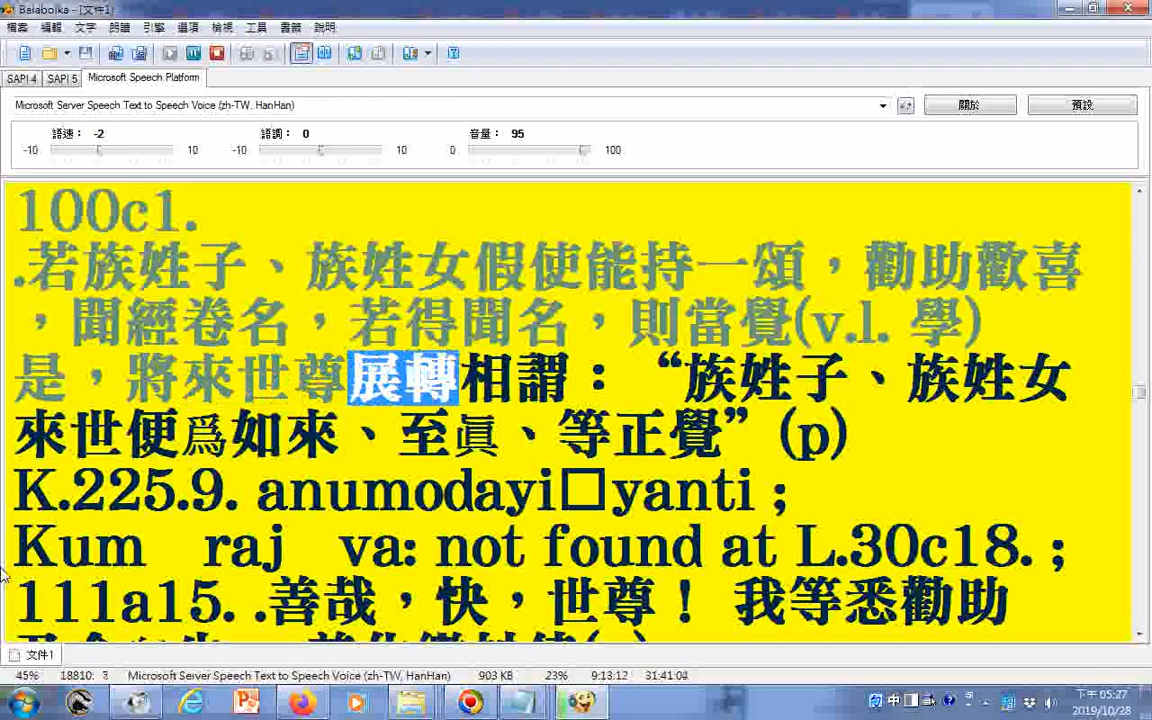 Balabolka - [文件1]
檔案 編輯 文字 朗讀 引擎 選項 檢視 工具 書籤 說明
SAPI 4 SAPI 5 Microsoft Speech Platform
Microsoft Server Speech Text to Speech Voice (zh-TW, HanHan) 關於 預設
語速： -2 語調： 0 音量： 95
-10 10 -10 10 0 100
100c1.
.若族姓子、族姓女假使能持一頌，勸助歡喜
，聞經卷名，若得聞名，則當覺(v.l. 學)
是，將來世尊展轉相謂：“族姓子、族姓女
來世便爲如來、至眞、等正覺”(p)
K.225.9. anumodayi□yanti ;
Kum raj va: not found at L.30c18. ;
111a15. .善哉，快，世尊！ 我等悉勸助
文件1
45% Microsoft Server Speech Text to Speech Voice (zh-TW, HanHan) 903 KB 23% 9:13:12 31:41:04
中 下午 05:27
2019/10/28